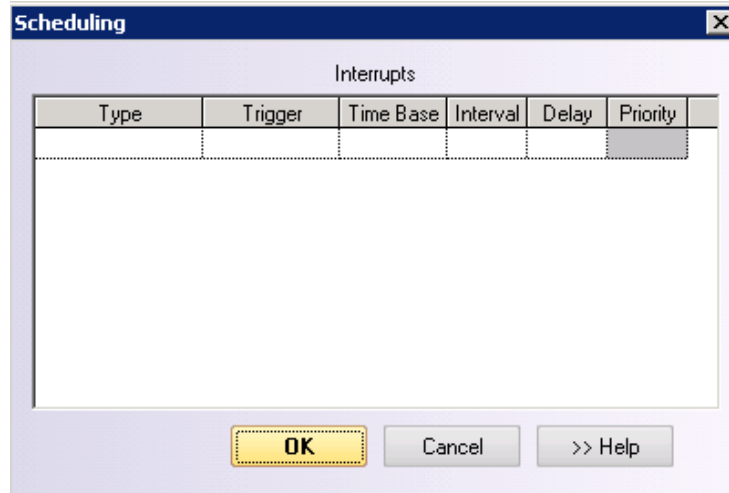 Scheduling
Interrupts
Type Trigger Time Base Interval Delay Priority
OK Cancel >> Help